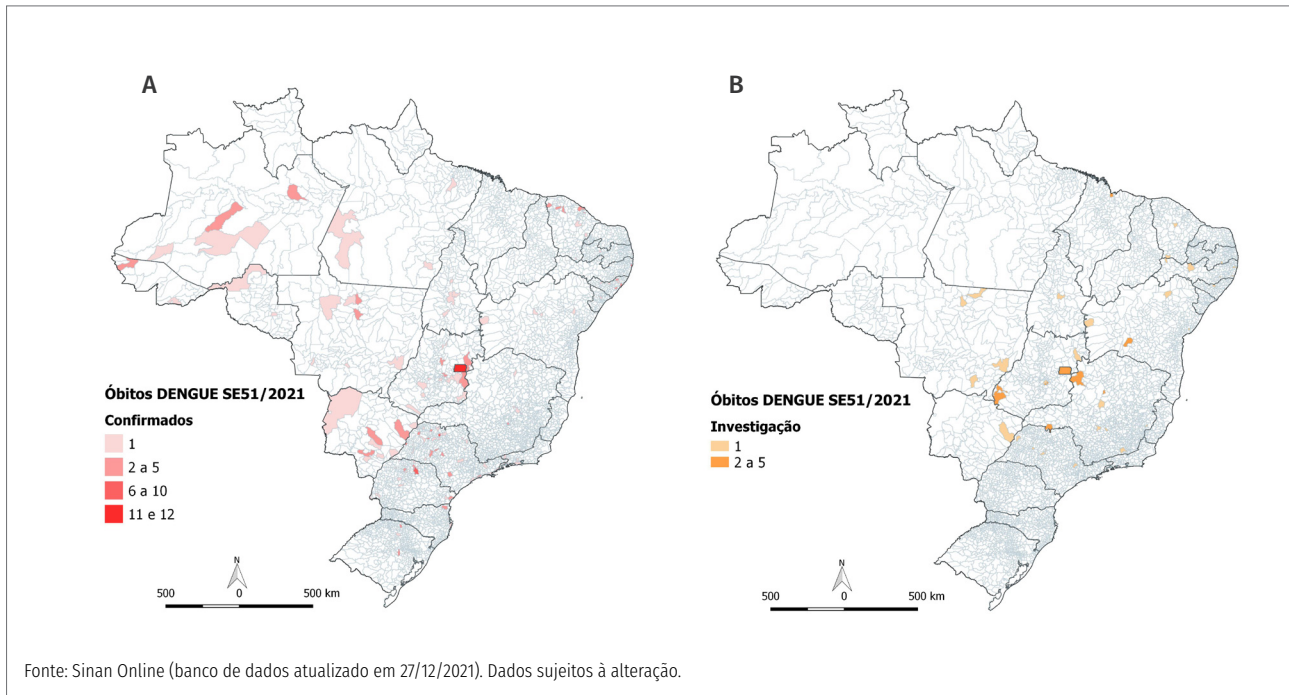 A
Óbitos DENGUE SE51/2021
Confirmados
1
2 a 5
6 a 10
11 e 12
N
500 0 500 km
B
Óbitos DENGUE SE51/2021
Investigação
1
2 a 5
N
500 0 500 km
Fonte: Sinan Online (banco de dados atualizado em 27/12/2021). Dados sujeitos à alteração.